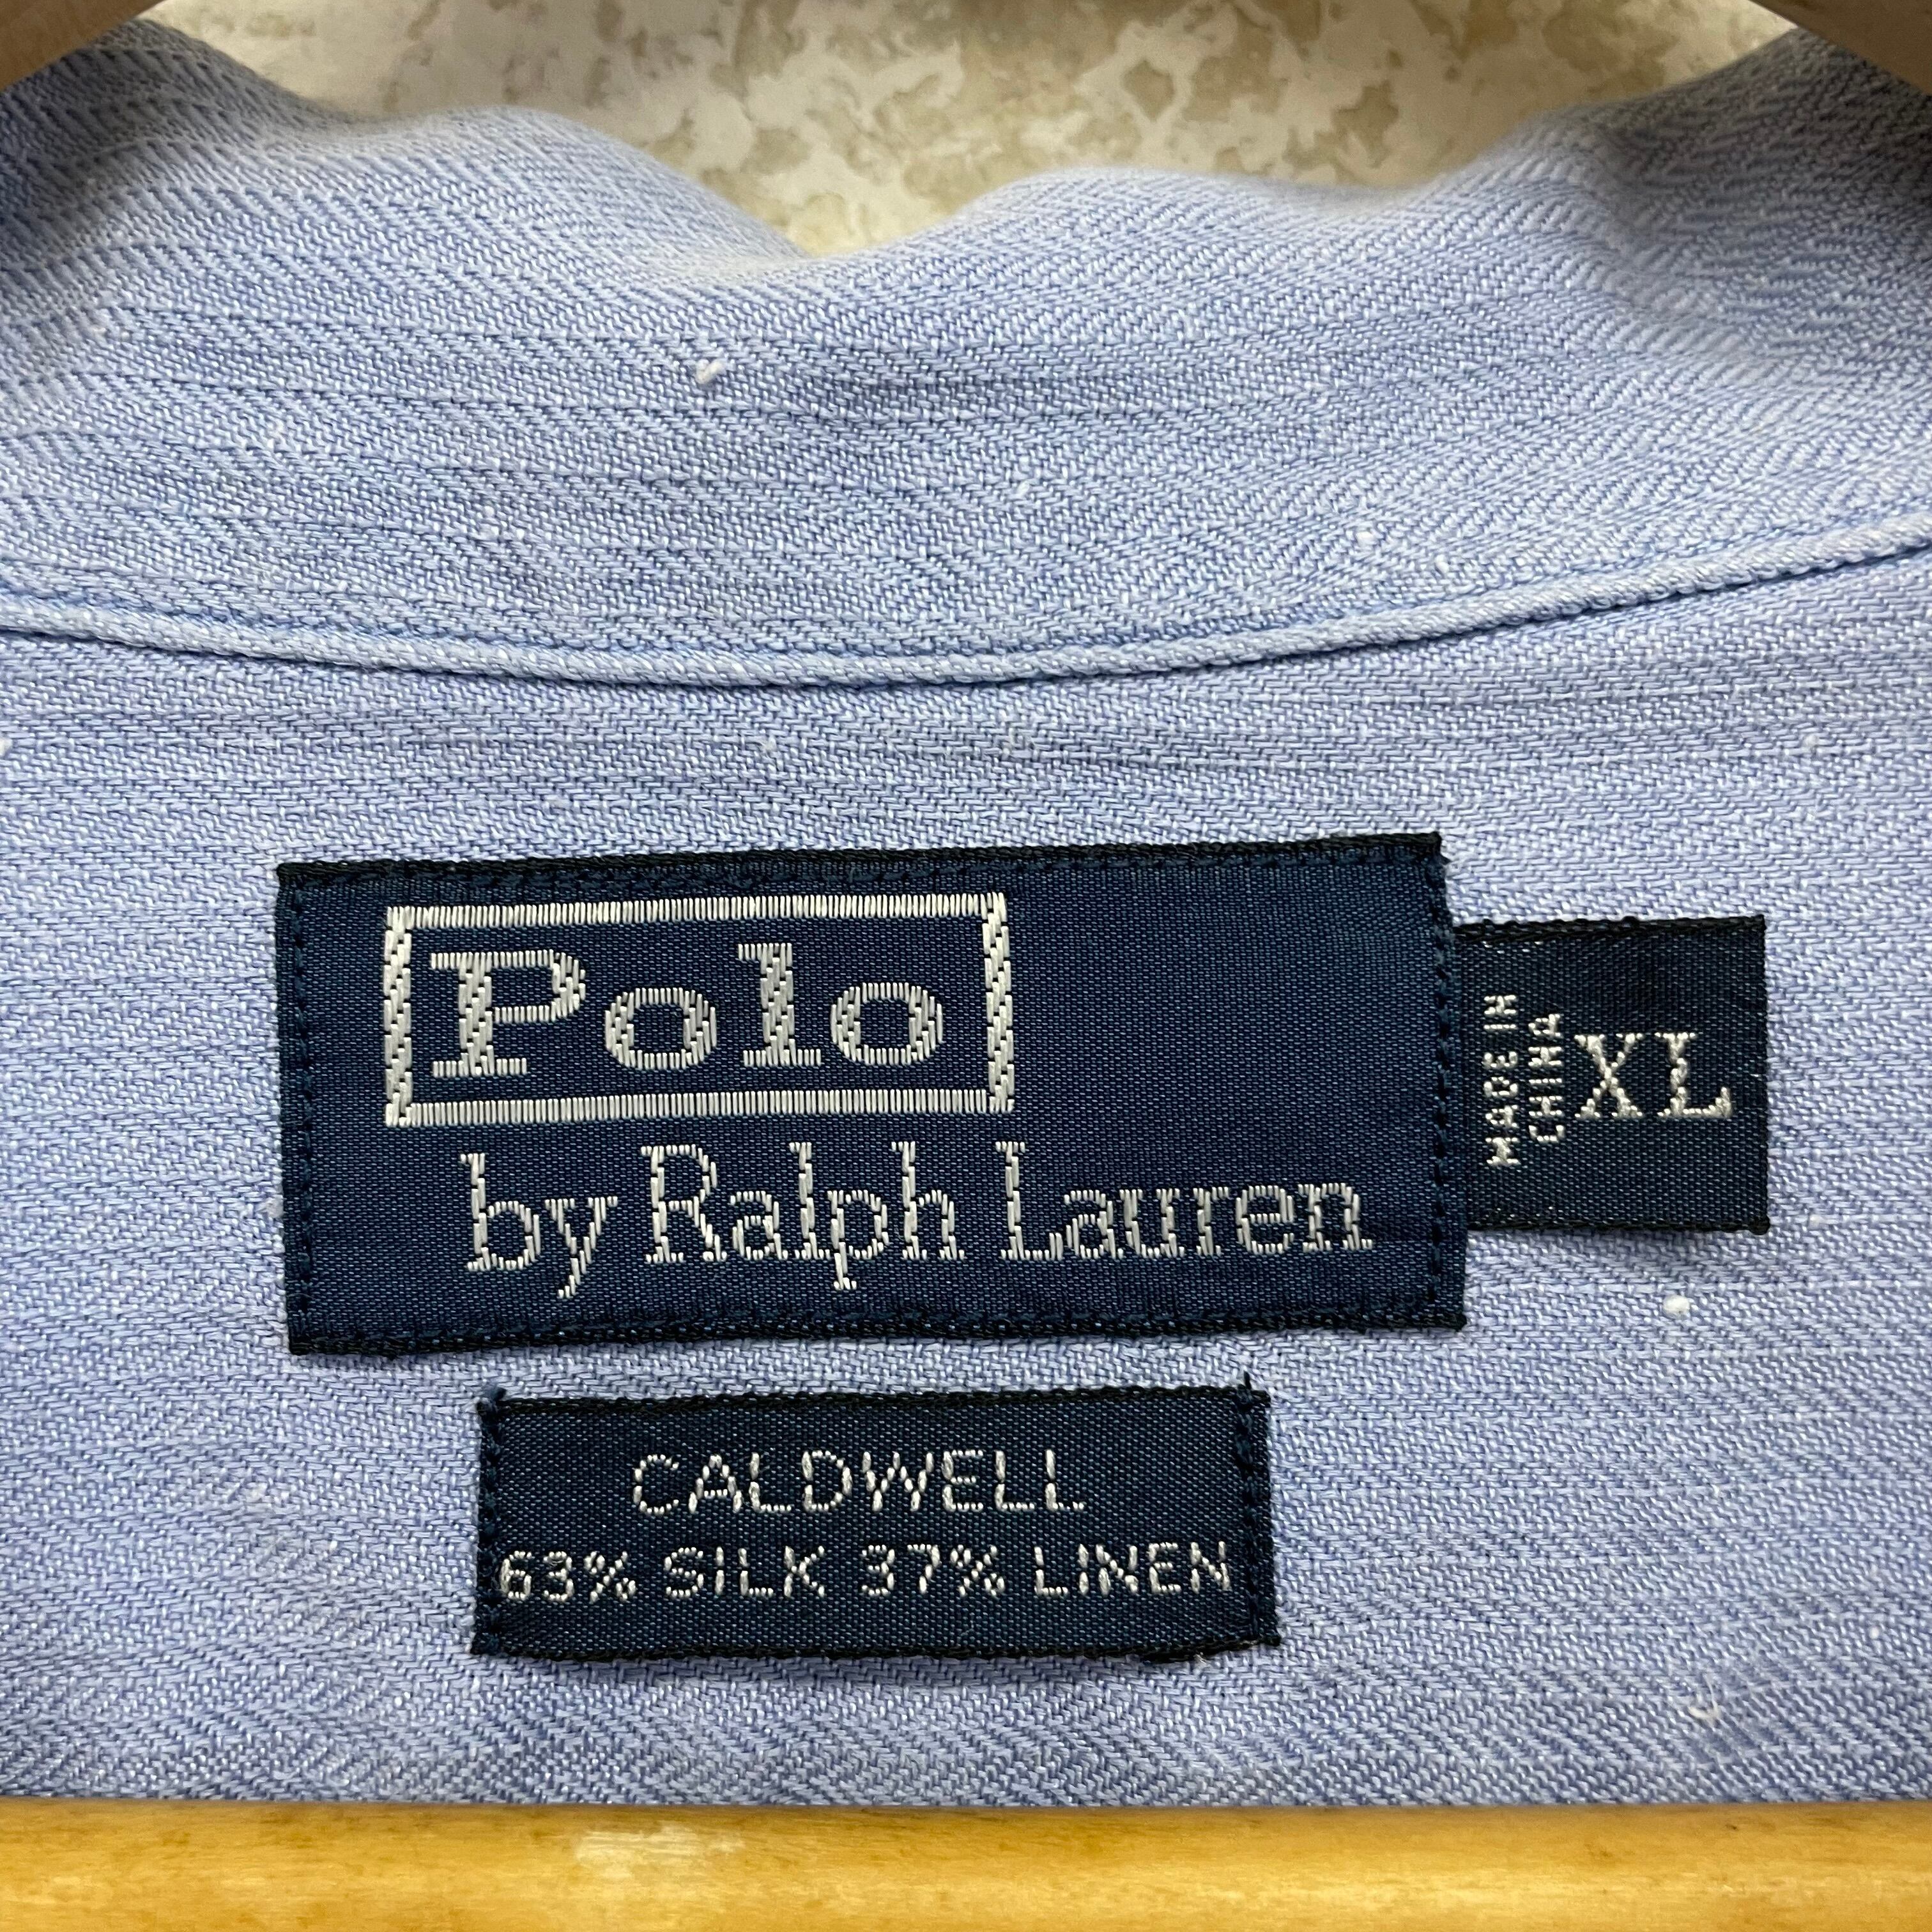 Polo
by Ralph Lauren
MADE IN
CHINA
XL
CALDWELL
63% SILK 37% LINEN